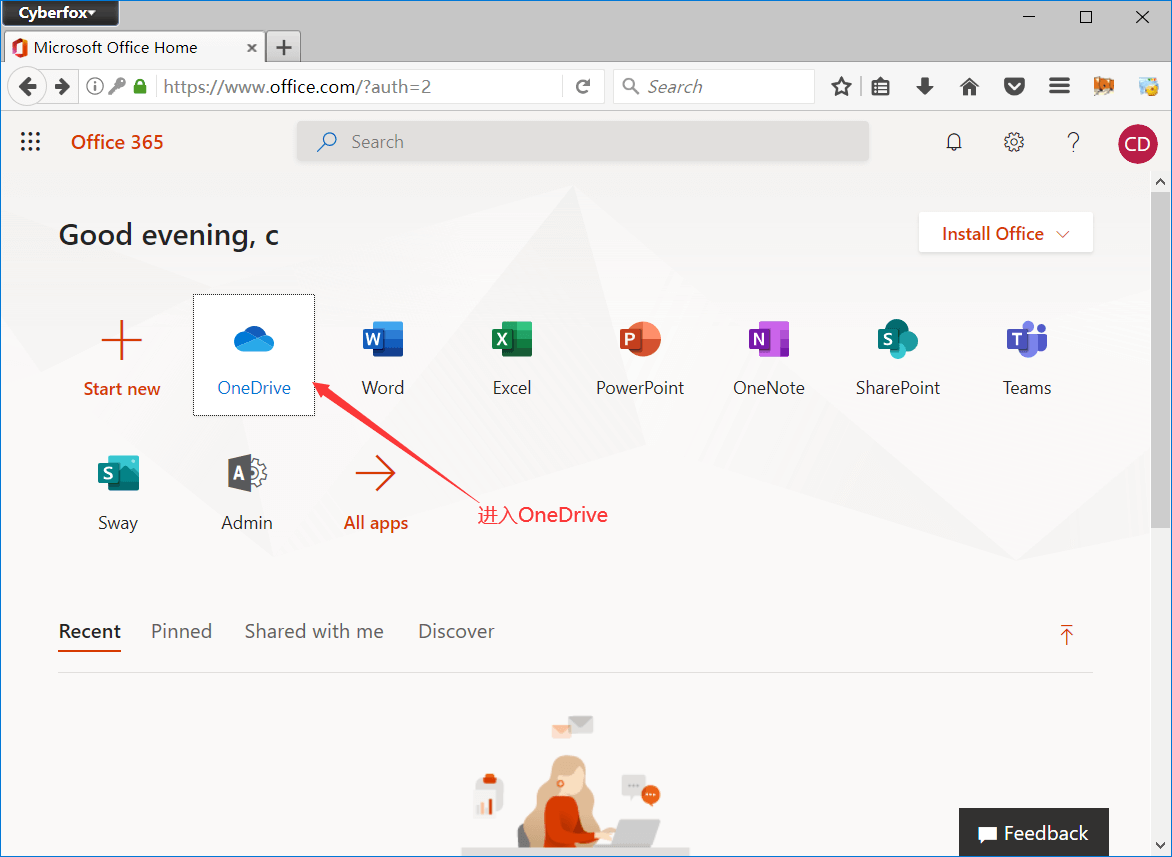 Cyberfox
Microsoft Office Home
https://www.office.com/?auth=2
Search
Office 365
Search
?
CD
Good evening, c
Install Office
Start new
OneDrive
W
Word
X
Excel
P
PowerPoint
N
OneNote
S
SharePoint
T
Teams
S
Sway
A
Admin
All apps
进入OneDrive
Recent Pinned Shared with me Discover
Feedback